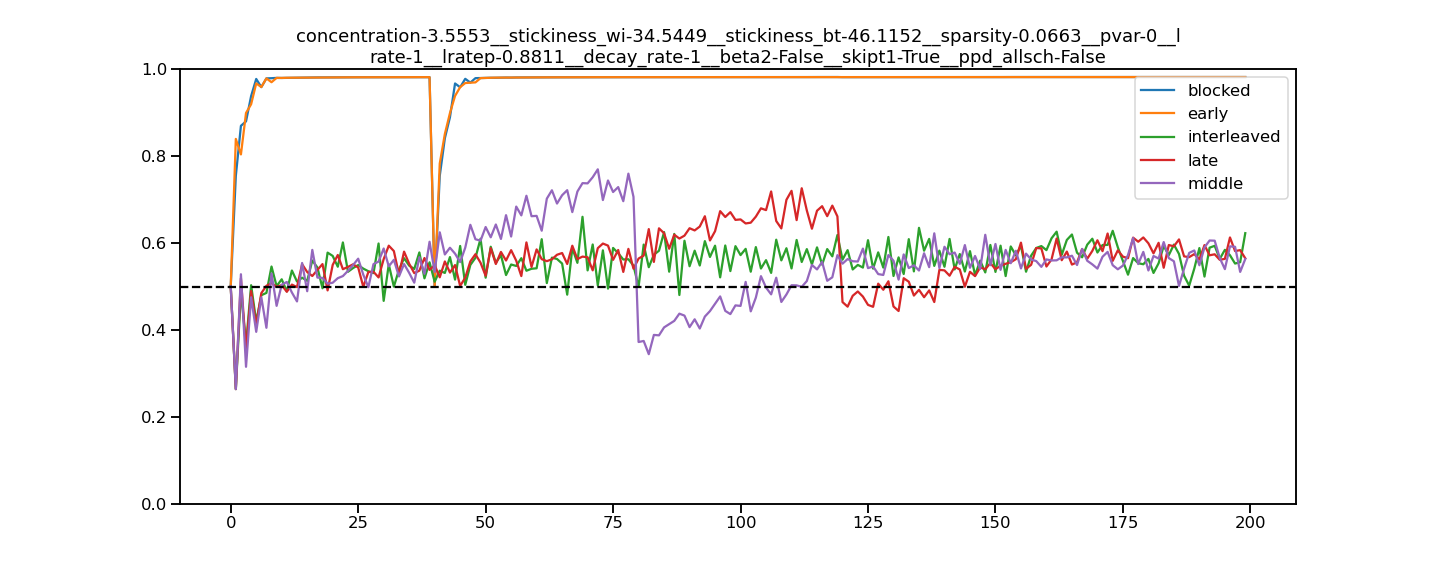 concentration-3.5553__stickiness_wi-34.5449__stickiness_bt-46.1152__sparsity-0.0663__pvar-0__l
rate-1__lratep-0.8811__decay_rate-1__beta2-False__skipt1-True__ppd_allsch-False
1.0
0.8
0.6
0.4
0.2
0.0
blocked
early
interleaved
late
middle
0 25 50 75 100 125 150 175 200